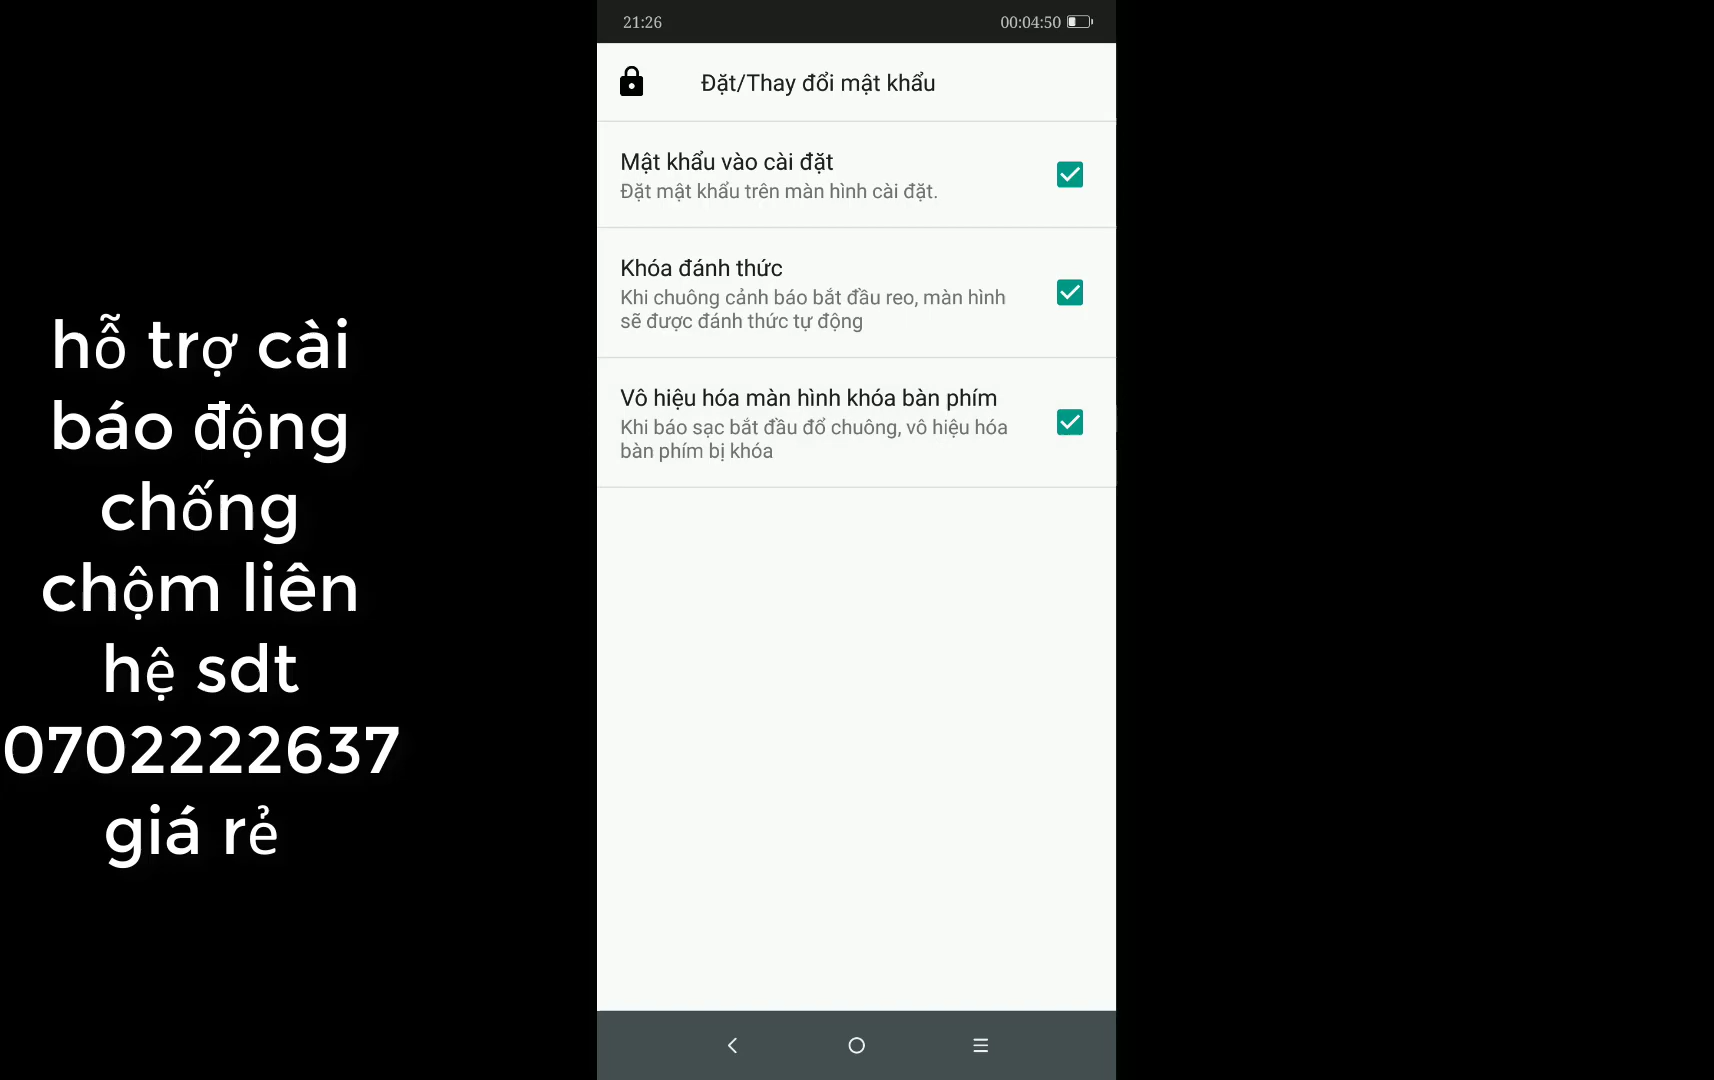 hỗ trợ cài
báo động
chống
chộm liên
hệ sdt
0702222637
giá rẻ
21:26
00:04:50
Đặt/Thay đổi mật khẩu
Mật khẩu vào cài đặt
Đặt mật khẩu trên màn hình cài đặt.
Khóa đánh thức
Khi chuông cảnh báo bắt đầu reo, màn hình
sẽ được đánh thức tự động
Vô hiệu hóa màn hình khóa bàn phím
Khi báo sạc bắt đầu đổ chuông, vô hiệu hóa
bàn phím bị khóa